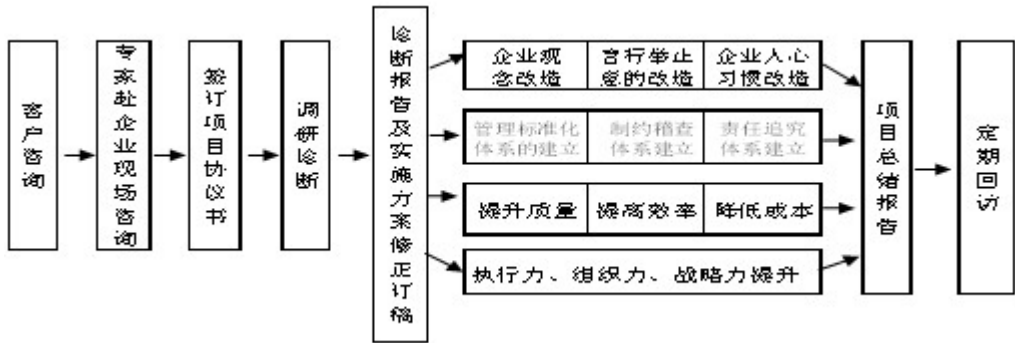 客户咨询
专家赴企业现场咨询
签订项目协议书
调研诊断
诊断报告及实施方案修正订稿
企业观
念改造
言行举止
意的改造
企业人心
习惯改造
管理标准化
体系的建立
制约稽查
体系建立
责任追究
体系建立
提升质量
提高效率
降低成本
执行力、组织力、战略力提升
项目总结报告
定期回访